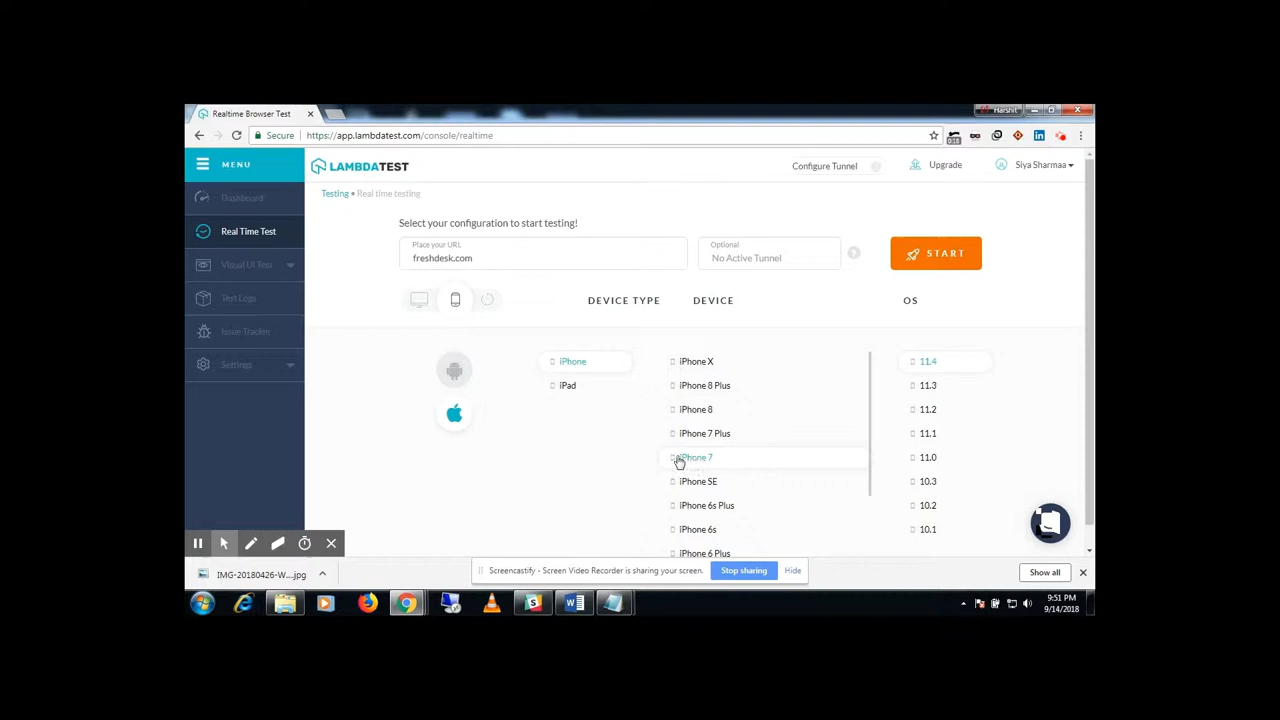 Realtime Browser Test
Harshit
Secure https://app.lambdatest.com/console/realtime
0:18
MENU
LAMBDATEST
Configure Tunnel
Upgrade
Siya Sharmaa
Dashboard
Testing • Real time testing
Real Time Test
Select your configuration to start testing!
Place your URL
Optional
freshdesk.com
No Active Tunnel
?
START
Visual UI Test
Test Logs
DEVICE TYPE DEVICE OS
Issue Tracker
Settings
iPhone iPhone X 11.4
iPad iPhone 8 Plus 11.3
iPhone 8 11.2
iPhone 7 Plus 11.1
iPhone 7 11.0
iPhone SE 10.3
iPhone 6s Plus 10.2
iPhone 6s 10.1
iPhone 6 Plus
IMG-20180426-W....jpg
Screencastify - Screen Video Recorder is sharing your screen.
Stop sharing
Hide
Show all
9:51 PM
9/14/2018